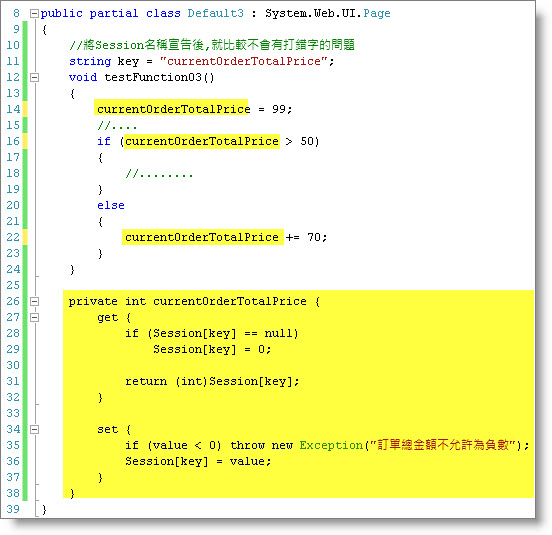 8 public partial class Default3 : System.Web.UI.Page
9 {
10 //將Session名稱宣告後,就比較不會有打錯字的問題
11 string key = "currentOrderTotalPrice";
12 void testFunction03()
13 {
14 currentOrderTotalPrice = 99;
15 //....
16 if (currentOrderTotalPrice > 50)
17 {
18 //........
19 }
20 else
21 {
22 currentOrderTotalPrice += 70;
23 }
24 }
25
26 private int currentOrderTotalPrice {
27 get {
28 if (Session[key] == null)
29 Session[key] = 0;
30
31 return (int)Session[key];
32 }
33
34 set {
35 if (value < 0) throw new Exception("訂單總金額不允許為負數");
36 Session[key] = value;
37 }
38 }
39 }